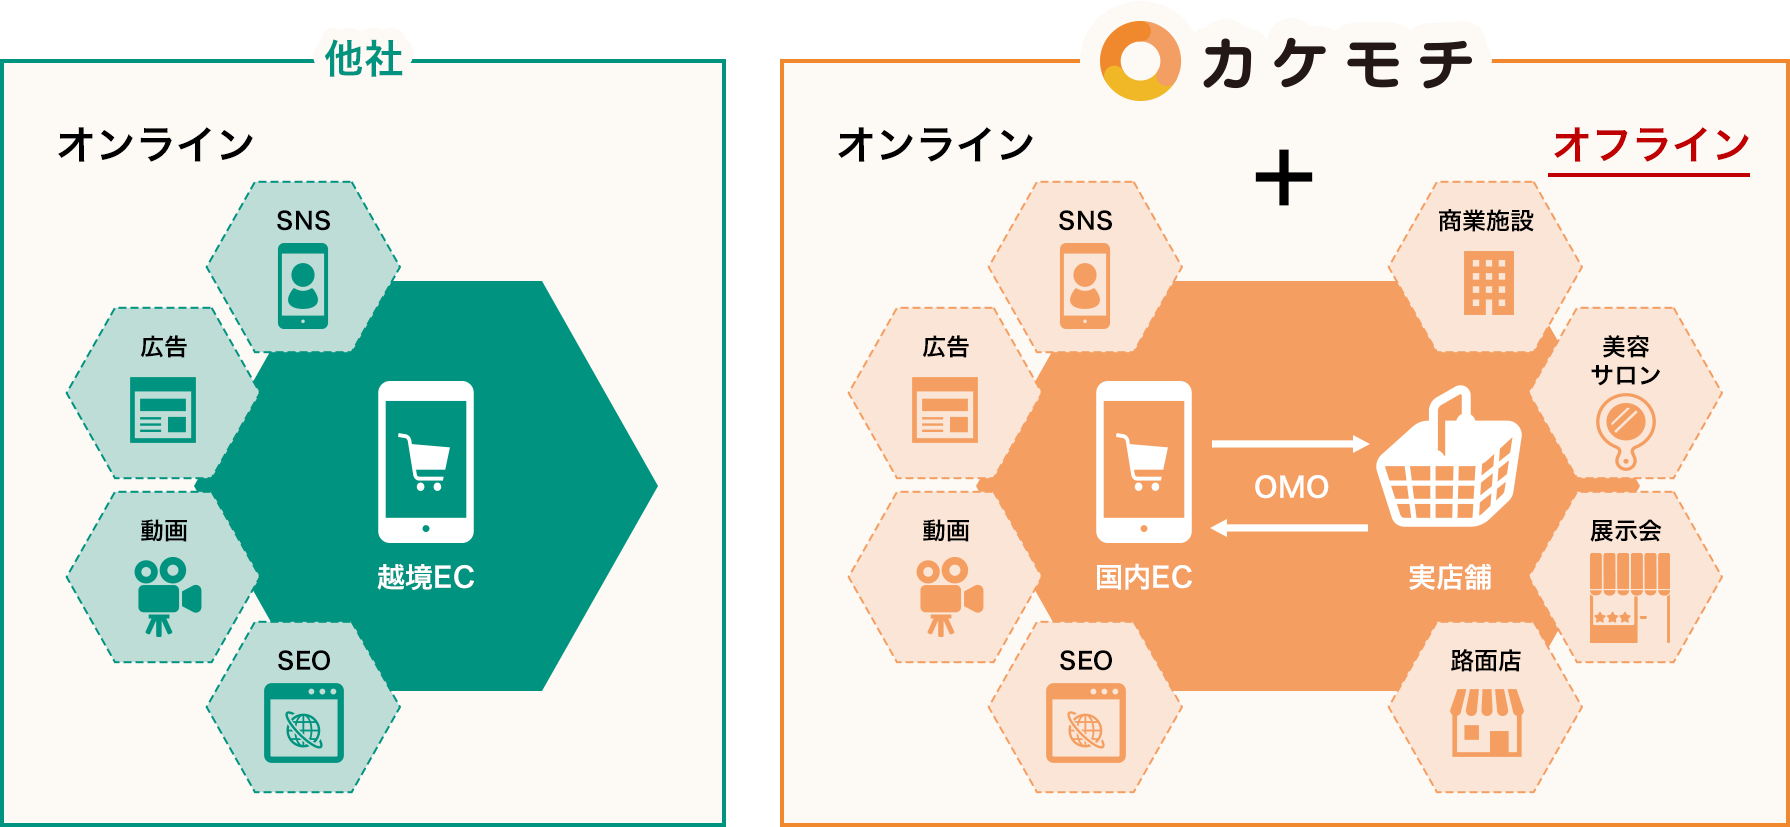 他社
オンライン
SNS
広告
動画
SEO
越境EC
カケモチ
オンライン
+
オフライン
SNS
広告
動画
SEO
国内EC
OMO
実店舗
商業施設
美容
サロン
展示会
路面店